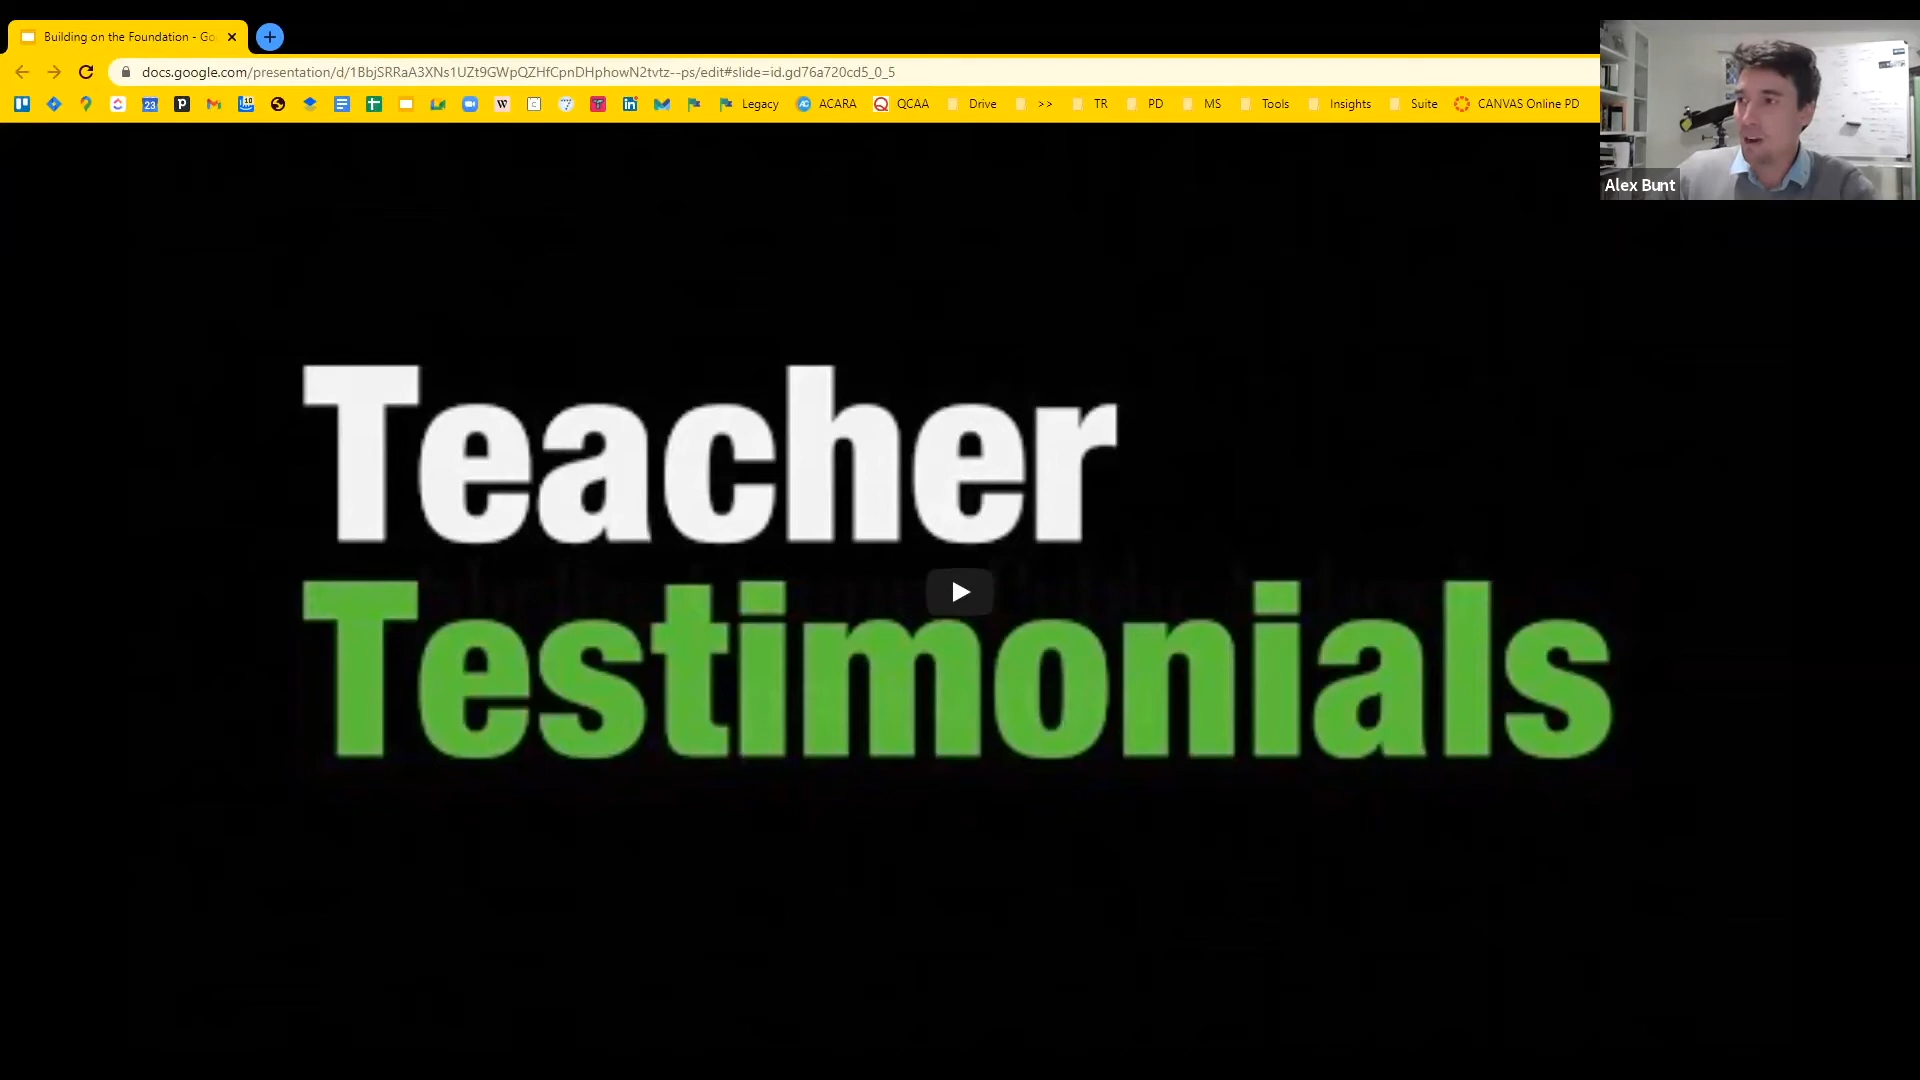 Building on the Foundation - Go
docs.google.com/presentation/d/1BbjSRRaA3XNs1UZt9GWpQZHfCpnDHphowN2tvtz--ps/edit#slide=id.gd76a720cd5_0_5
Legacy ACARA QCAA Drive >> TR PD MS Tools Insights Suite CANVAS Online PD
Alex Bunt
Teacher
Testimonials